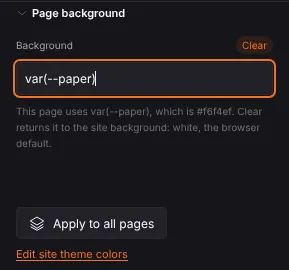 Page background
Background
Clear
var(--paper)
This page uses var(--paper), which is #f6f4ef. Clear
returns it to the site background: white, the browser
default.
Apply to all pages
Edit site theme colors